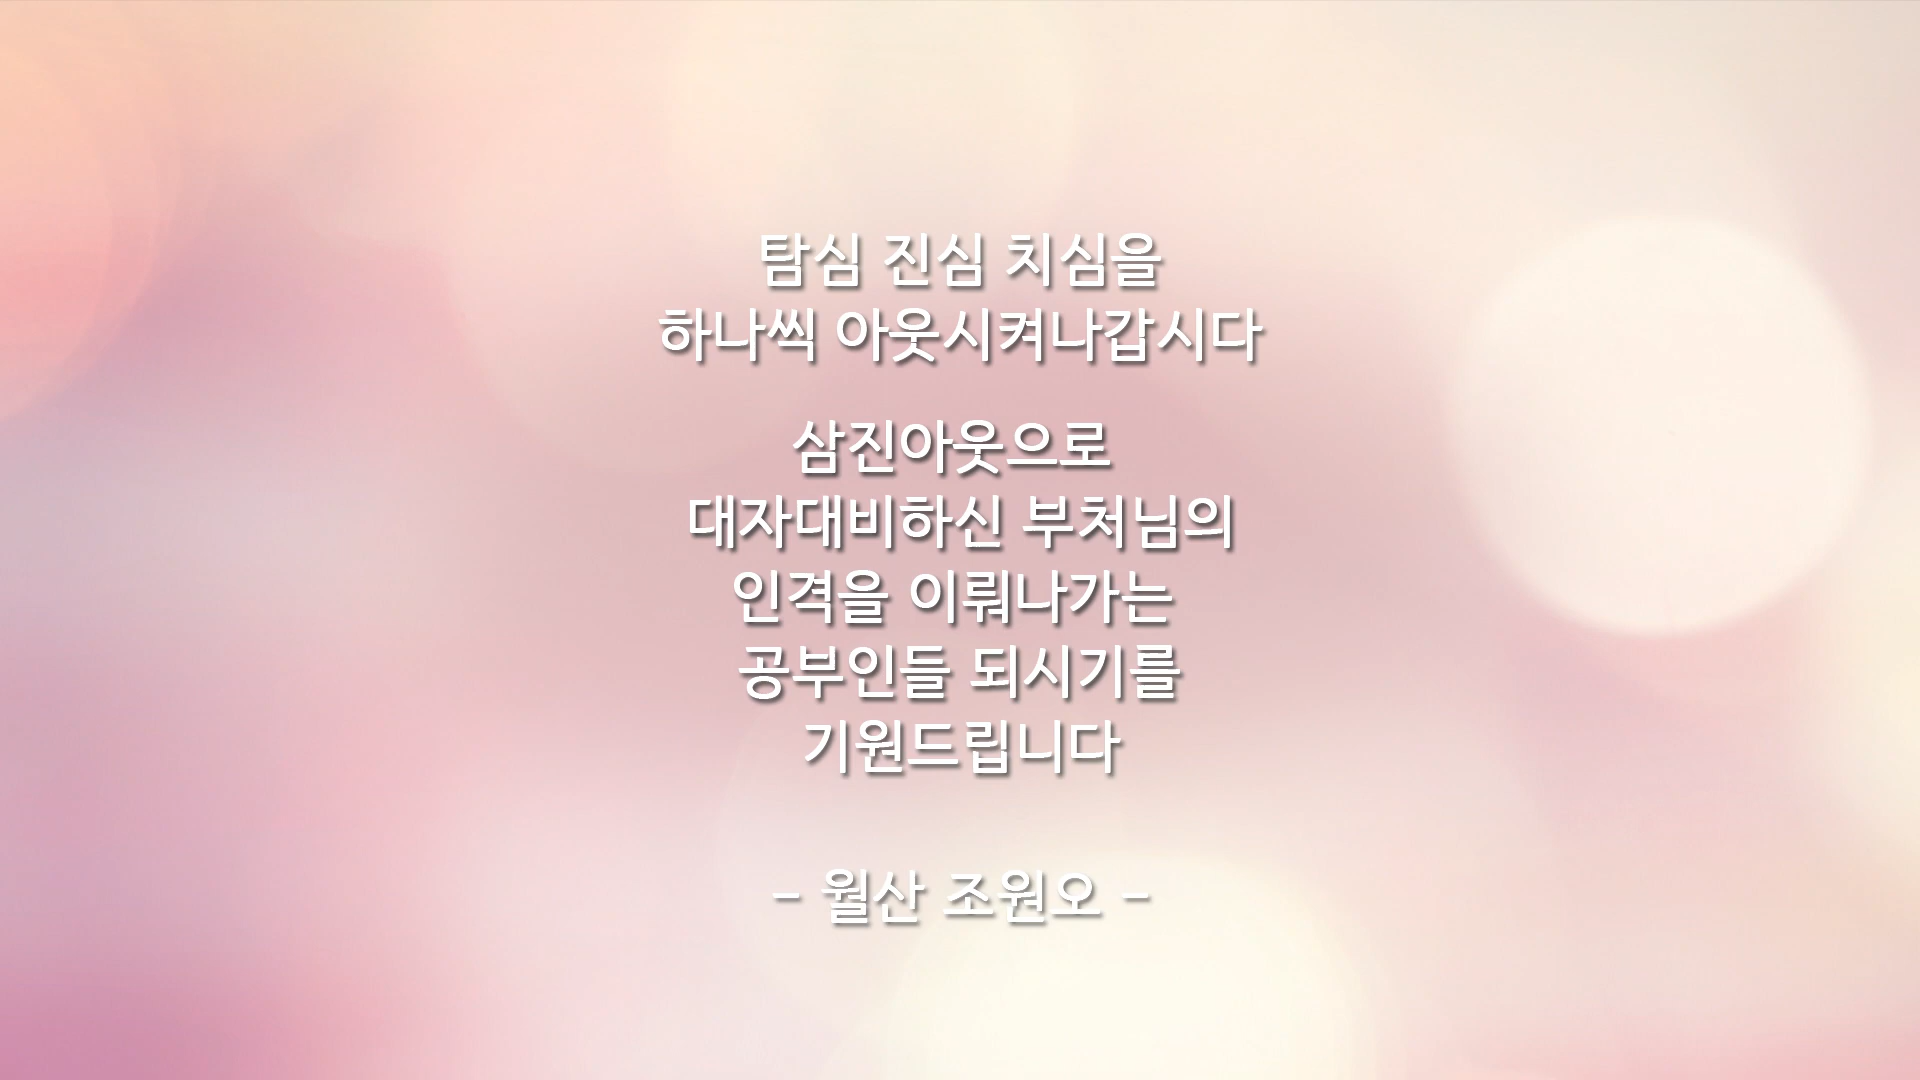 탐심 진심 치심을
하나씩 아웃시켜나갑시다
삼진아웃으로
대자대비하신 부처님의
인격을 이뤄나가는
공부인들 되시기를
기원드립니다
- 월산 조원오 -